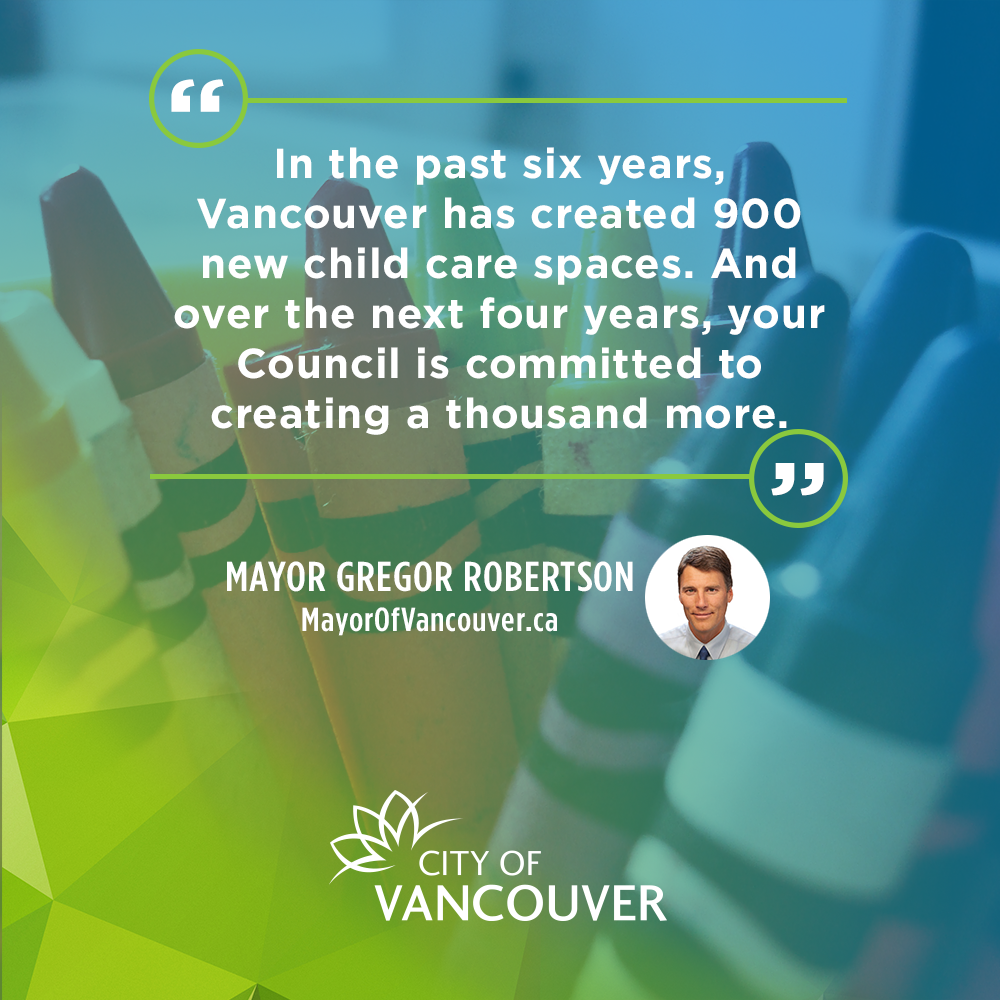 “
In the past six years,
Vancouver has created 900
new child care spaces. And
over the next four years, your
Council is committed to
creating a thousand more.
”
MAYOR GREGOR ROBERTSON
MayorOfVancouver.ca
CITY OF
VANCOUVER